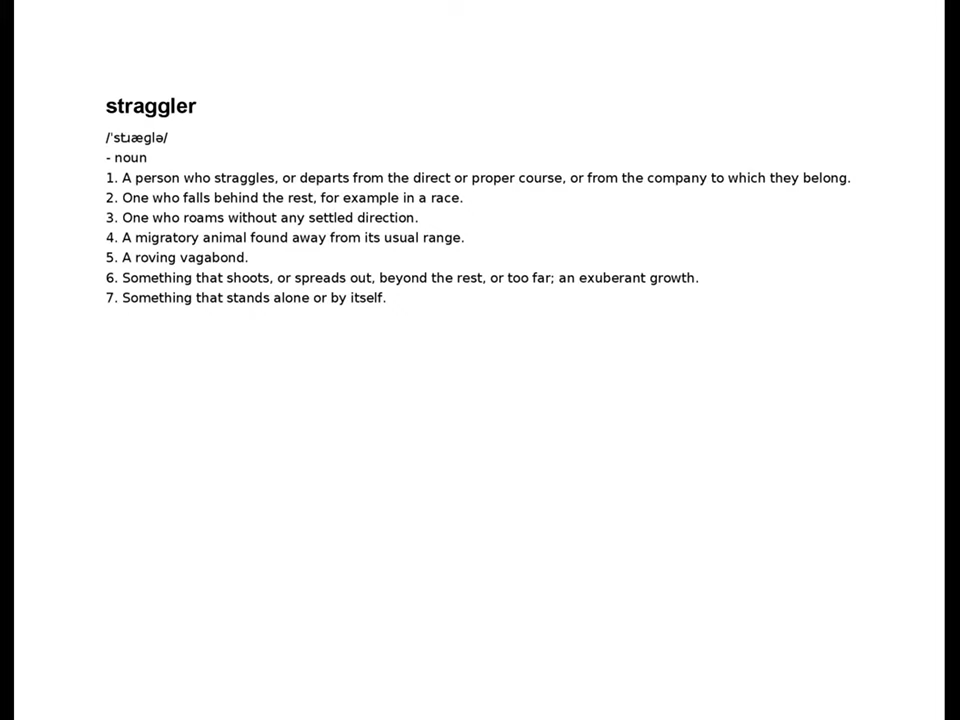 straggler
/ˈstɹæɡlə/
- noun
1. A person who straggles, or departs from the direct or proper course, or from the company to which they belong.
2. One who falls behind the rest, for example in a race.
3. One who roams without any settled direction.
4. A migratory animal found away from its usual range.
5. A roving vagabond.
6. Something that shoots, or spreads out, beyond the rest, or too far; an exuberant growth.
7. Something that stands alone or by itself.